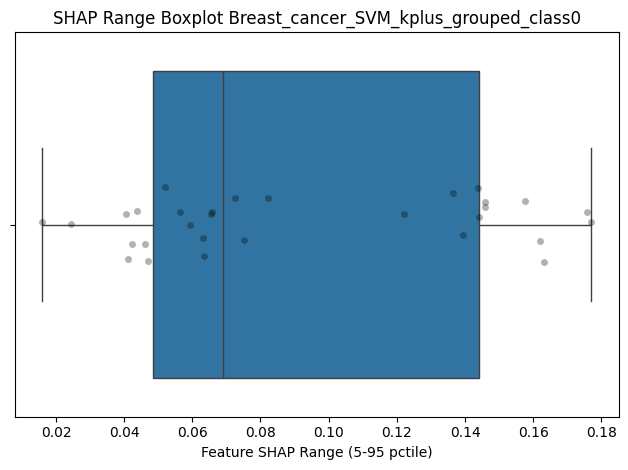 SHAP Range Boxplot Breast_cancer_SVM_kplus_grouped_class0
0.02 0.04 0.06 0.08 0.10 0.12 0.14 0.16 0.18
Feature SHAP Range (5-95 pctile)